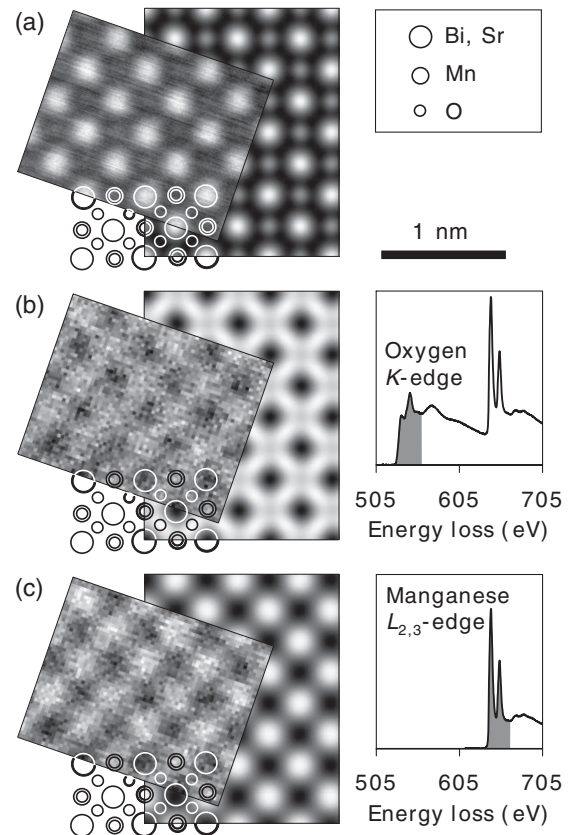 (a)
Bi, Sr
Mn
O
1 nm
(b)
Oxygen
K-edge
505 605 705
Energy loss (eV)
(c)
Manganese
L2,3-edge
505 605 705
Energy loss (eV)